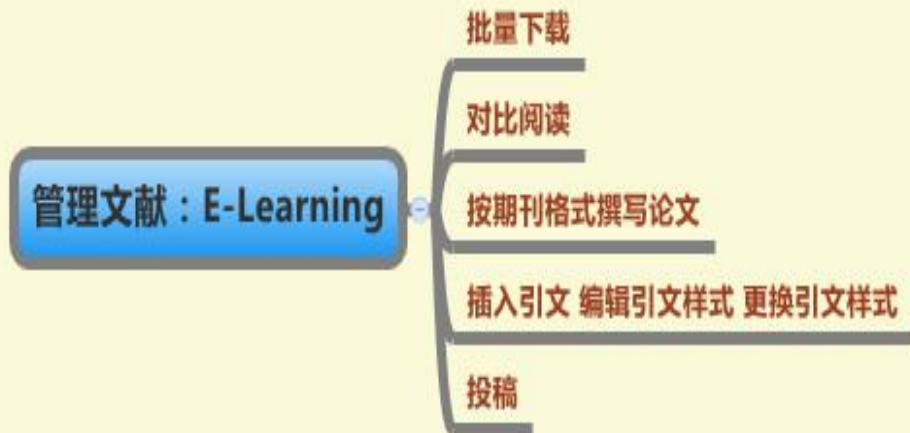 批量下载
对比阅读
管理文献：E-Learning
按期刊格式撰写论文
插入引文 编辑引文样式 更换引文样式
投稿